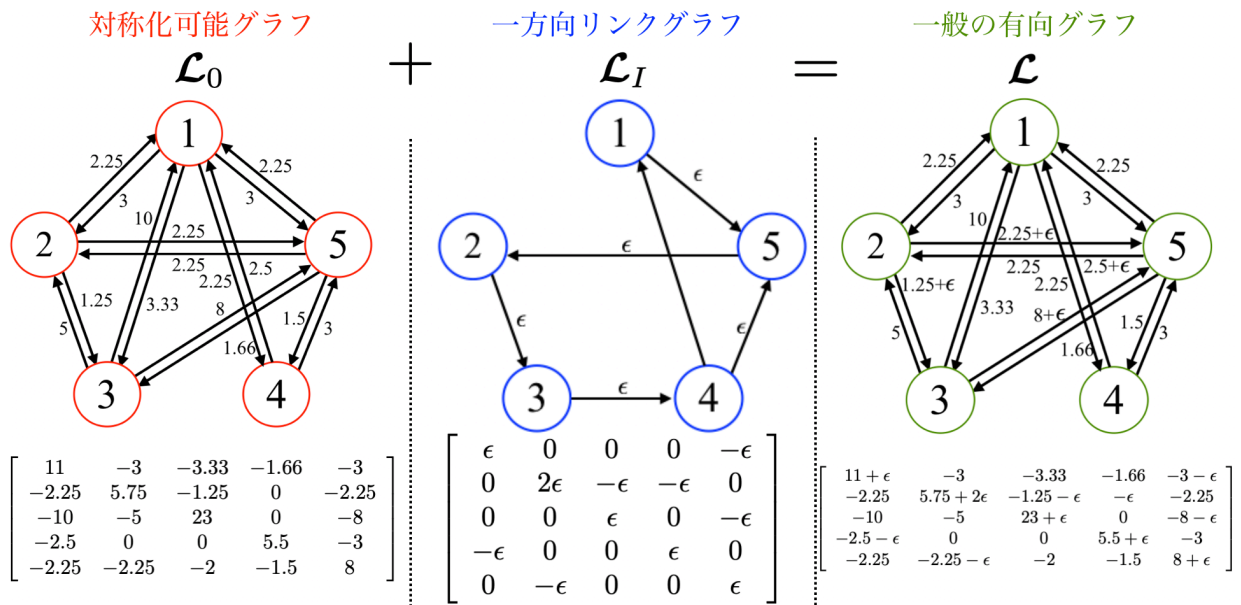 対称化可能グラフ + 一方向リンクグラフ = 一般の有向グラフ
𝓛₀ 𝓛_I 𝓛
1
2.25 3 3 2.25
2 5
10 2.25 2.25
3.33 2.25 2.5
1.25 5 8 1.5 3
1.66
3 4
1
ϵ
2 5
ϵ
ϵ ϵ
3 ϵ 4
1
2.25 3 3 2.25
2 5
10 2.25+ϵ 2.25
1.25+ϵ 3.33 2.25 2.5+ϵ
5 8+ϵ 1.5 3
1.66
3 4
11 −3 −3.33 −1.66 −3
−2.25 5.75 −1.25 0 −2.25
−10 −5 23 0 −8
−2.5 0 0 5.5 −3
−2.25 −2.25 −2 −1.5 8
ϵ 0 0 0 −ϵ
0 2ϵ −ϵ −ϵ 0
0 0 ϵ 0 −ϵ
−ϵ 0 0 ϵ 0
0 −ϵ 0 0 ϵ
11 + ϵ −3 −3.33 −1.66 −3 − ϵ
−2.25 5.75 + 2ϵ −1.25 − ϵ −ϵ −2.25
−10 −5 23 + ϵ 0 −8 − ϵ
−2.5 − ϵ 0 0 5.5 + ϵ −3
−2.25 −2.25 − ϵ −2 −1.5 8 + ϵ